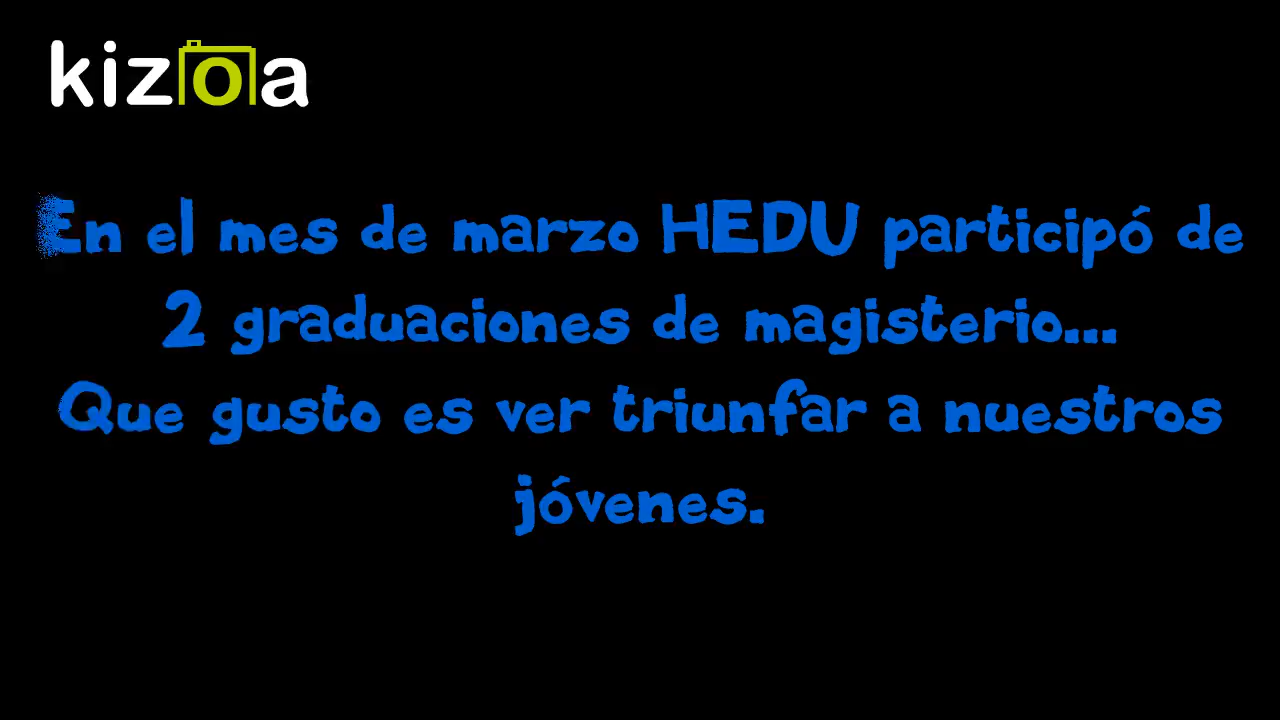 kizoa
En el mes de marzo HEDU participó de
2 graduaciones de magisterio...
Que gusto es ver triunfar a nuestros
jóvenes.